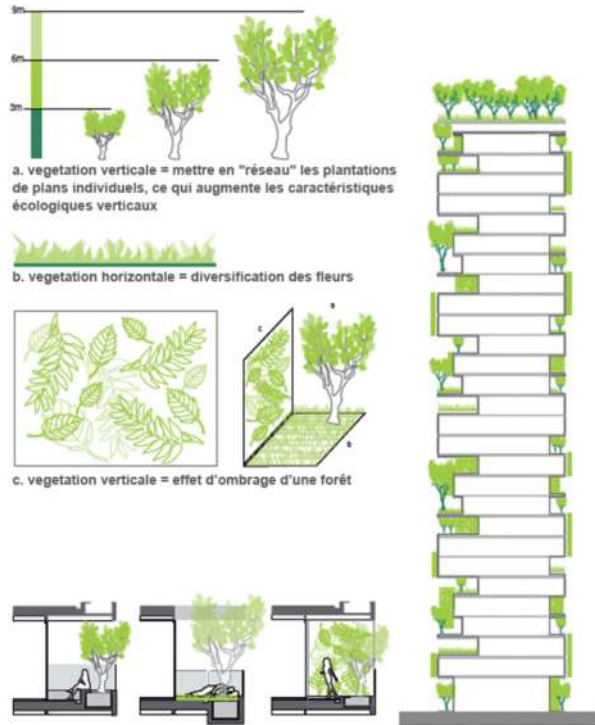 9m
6m
3m
a. vegetation verticale = mettre en "réseau" les plantations
de plans individuels, ce qui augmente les caractéristiques
écologiques verticaux
b. vegetation horizontale = diversification des fleurs
c. vegetation verticale = effet d'ombrage d'une forêt